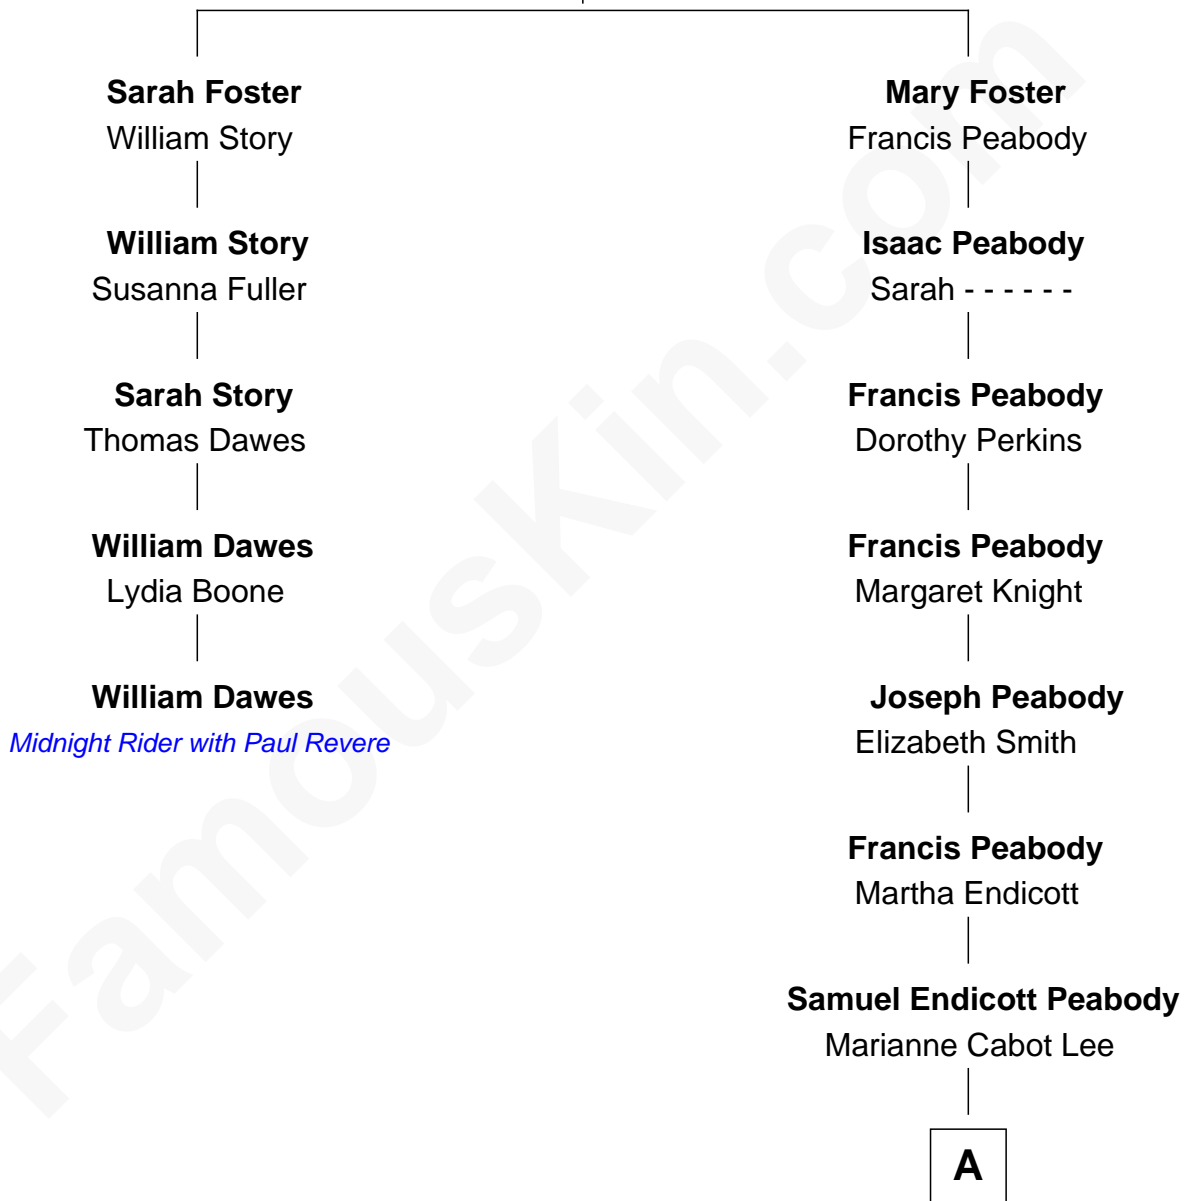 Sarah Foster
William Story
William Story
Susanna Fuller
Sarah Story
Thomas Dawes
William Dawes
Lydia Boone
William Dawes
Midnight Rider with Paul Revere
Mary Foster
Francis Peabody
Isaac Peabody
Sarah - - - - - -
Francis Peabody
Dorothy Perkins
Francis Peabody
Margaret Knight
Joseph Peabody
Elizabeth Smith
Francis Peabody
Martha Endicott
Samuel Endicott Peabody
Marianne Cabot Lee
A
FamousKin.com